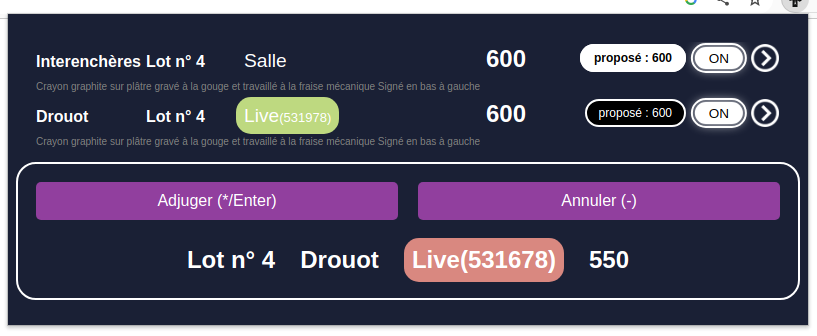 Interenchères Lot n° 4 Salle 600 proposé : 600 ON
Crayon graphite sur plâtre gravé à la gouge et travaillé à la fraise mécanique Signé en bas à gauche
Drouot Lot n° 4 Live(531978) 600 proposé : 600 ON
Crayon graphite sur plâtre gravé à la gouge et travaillé à la fraise mécanique Signé en bas à gauche
Adjuger (*/Enter) Annuler (-)
Lot n° 4 Drouot Live(531678) 550